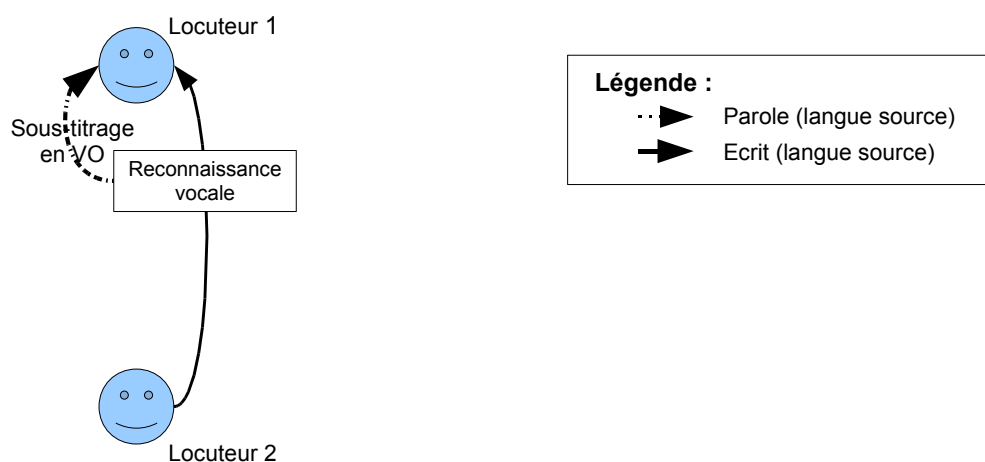 Locuteur 1
Légende :
Parole (langue source)
Ecrit (langue source)
Sous-titrage
en VO
Reconnaissance
vocale
Locuteur 2